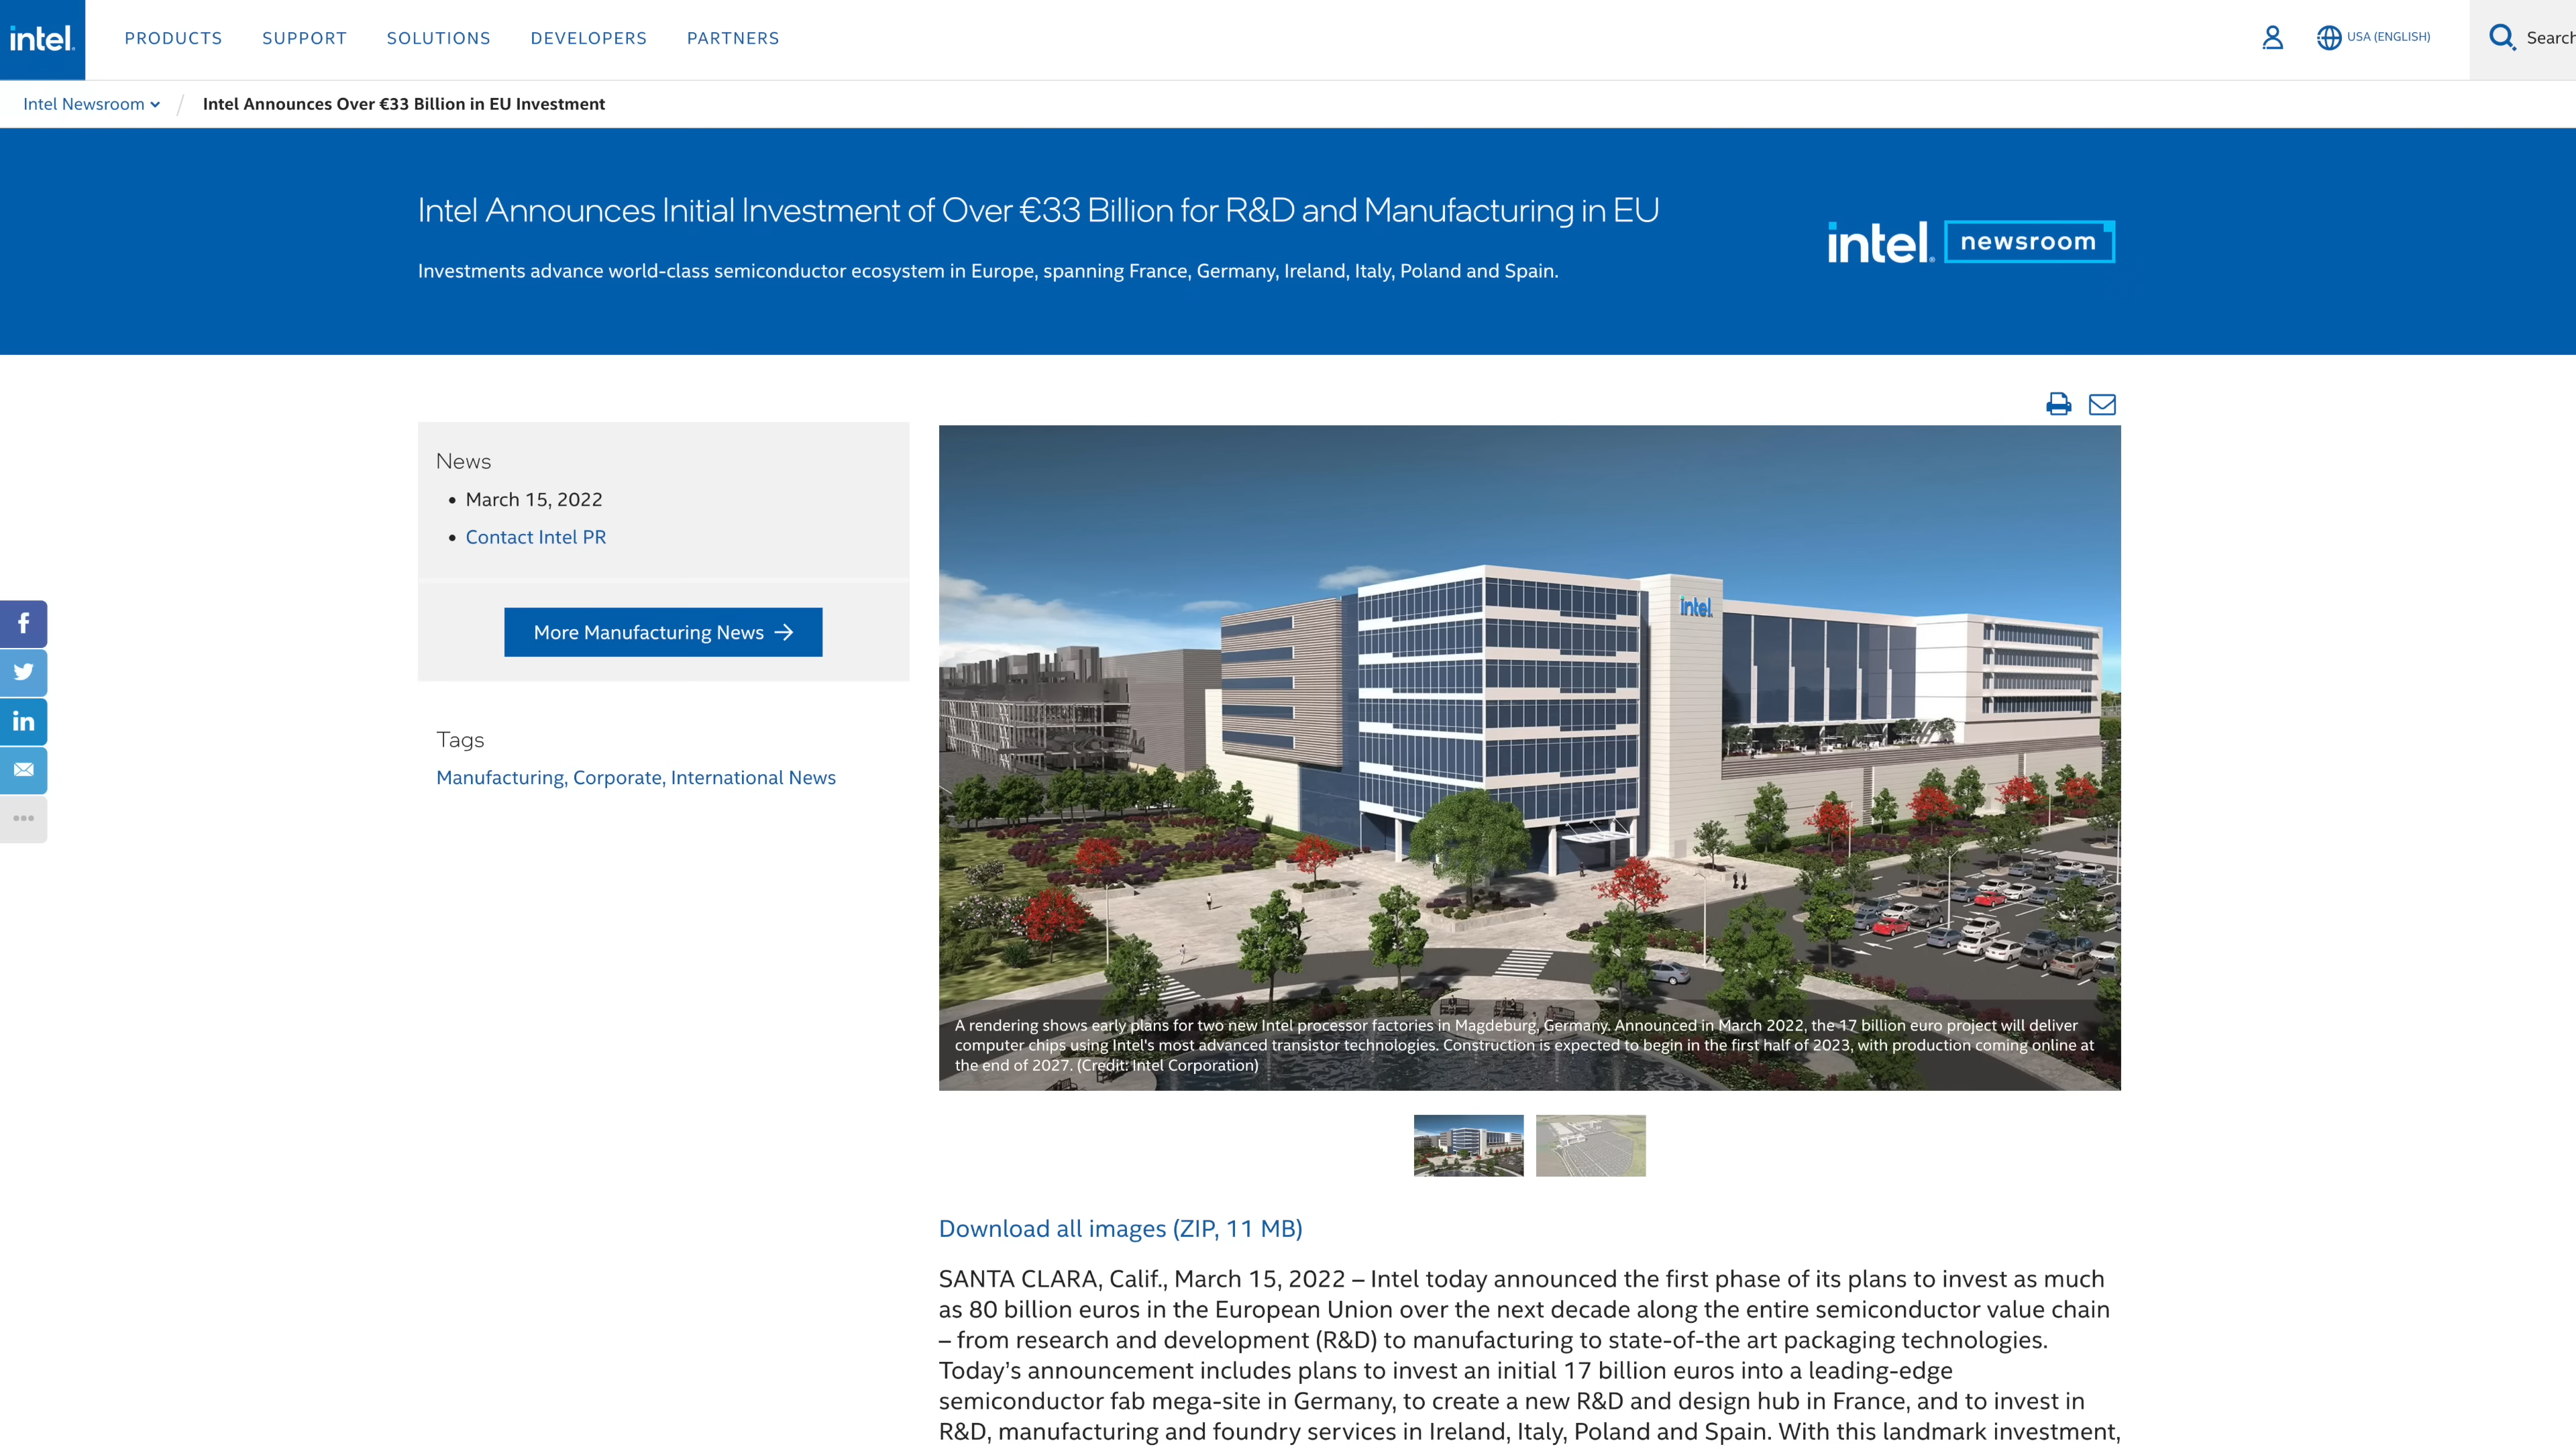 intel.
PRODUCTS
SUPPORT
SOLUTIONS
DEVELOPERS
PARTNERS
USA (ENGLISH)
Search
Intel Newsroom
/
Intel Announces Over €33 Billion in EU Investment
Intel Announces Initial Investment of Over €33 Billion for R&D and Manufacturing in EU
Investments advance world-class semiconductor ecosystem in Europe, spanning France, Germany, Ireland, Italy, Poland and Spain.
intel. newsroom
News
• March 15, 2022
• Contact Intel PR
More Manufacturing News →
Tags
Manufacturing, Corporate, International News
f
in
intel.
A rendering shows early plans for two new Intel processor factories in Magdeburg, Germany. Announced in March 2022, the 17 billion euro project will deliver
computer chips using Intel's most advanced transistor technologies. Construction is expected to begin in the first half of 2023, with production coming online at
the end of 2027. (Credit: Intel Corporation)
Download all images (ZIP, 11 MB)
SANTA CLARA, Calif., March 15, 2022 – Intel today announced the first phase of its plans to invest as much
as 80 billion euros in the European Union over the next decade along the entire semiconductor value chain
– from research and development (R&D) to manufacturing to state-of-the art packaging technologies.
Today’s announcement includes plans to invest an initial 17 billion euros into a leading-edge
semiconductor fab mega-site in Germany, to create a new R&D and design hub in France, and to invest in
R&D, manufacturing and foundry services in Ireland, Italy, Poland and Spain. With this landmark investment,